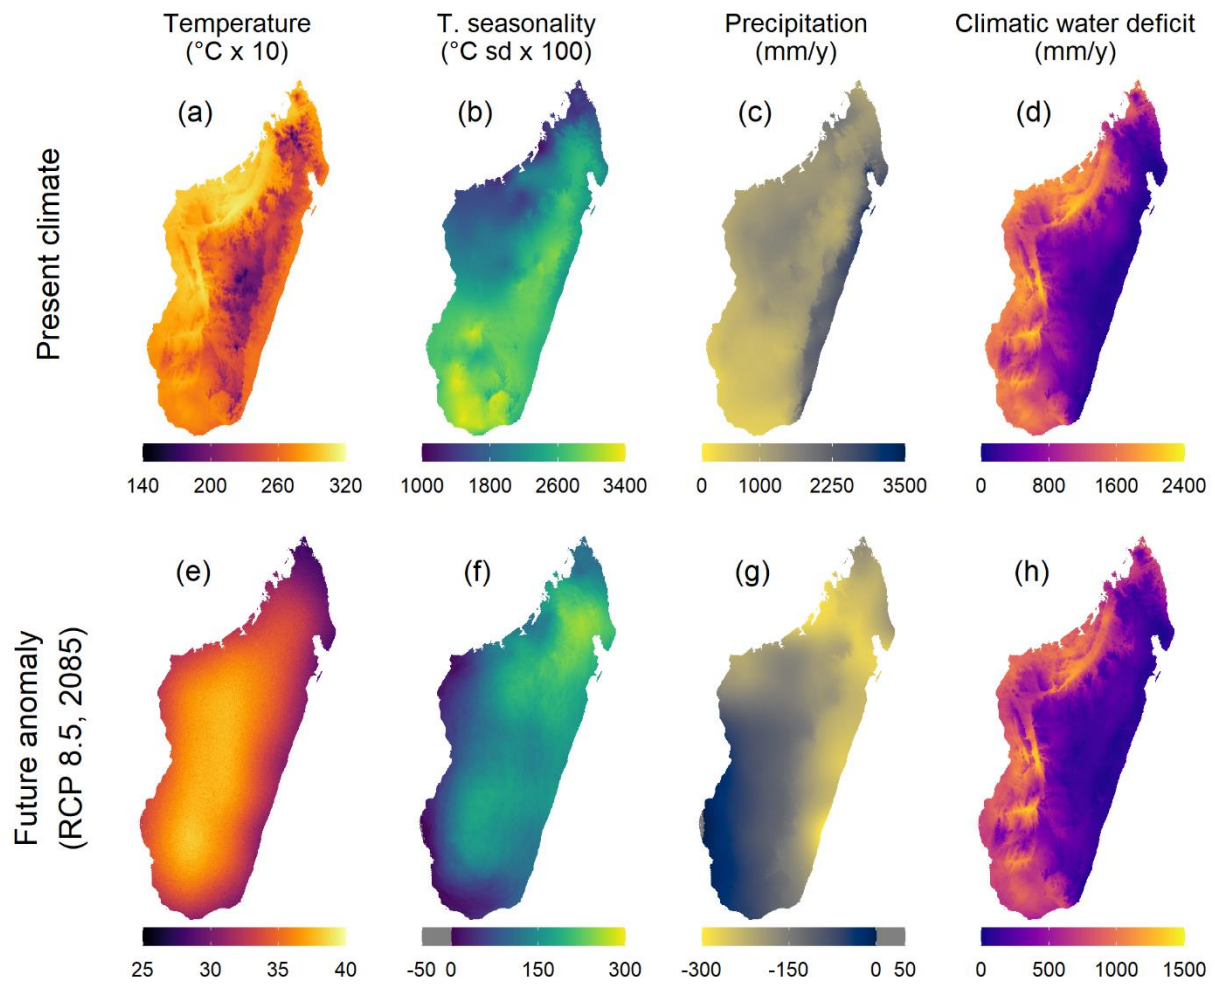 Temperature
(°C x 10)
T. seasonality
(°C sd x 100)
Precipitation
(mm/y)
Climatic water deficit
(mm/y)
Present climate
(a)
(b)
(c)
(d)
140 200 260 320
1000 1800 2600 3400
0 1000 2250 3500
0 800 1600 2400
Future anomaly
(RCP 8.5, 2085)
(e)
(f)
(g)
(h)
25 30 35 40
-50 0 150 300
-300 -150 0 50
0 500 1000 1500